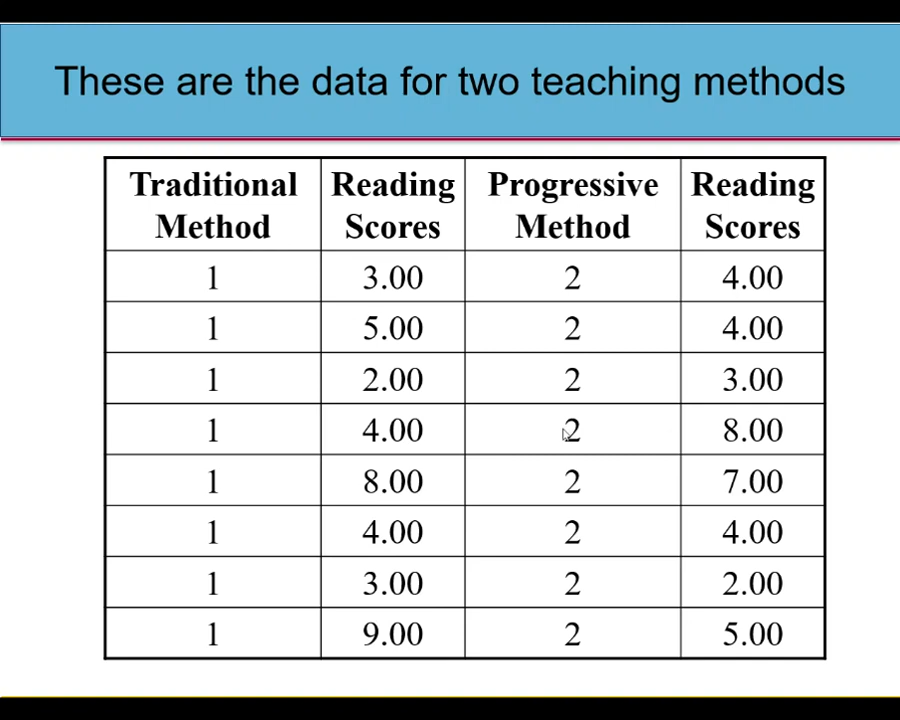 These are the data for two teaching methods
Traditional Method Reading Scores Progressive Method Reading Scores
1 3.00 2 4.00
1 5.00 2 4.00
1 2.00 2 3.00
1 4.00 2 8.00
1 8.00 2 7.00
1 4.00 2 4.00
1 3.00 2 2.00
1 9.00 2 5.00